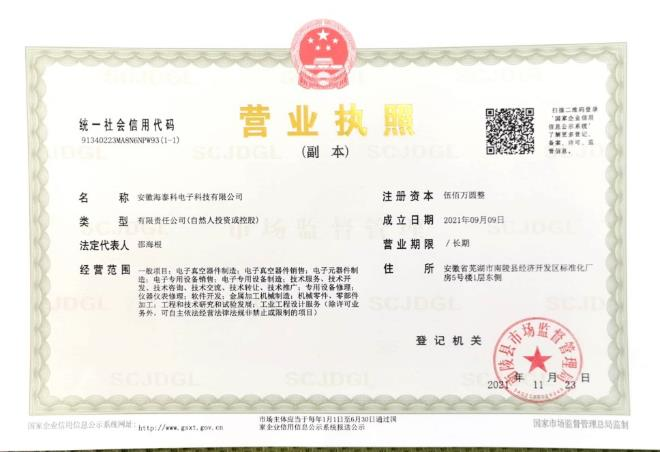 统一社会信用代码
91340223MA8N6NPW93(1-1)
营业执照
(副 本)
扫描二维码登录
'国家企业信用
信息公示系统'
了解更多登记、
备案、许可、监
管信息。
名 称 安徽海泰科电子科技有限公司
类 型 有限责任公司(自然人投资或控股)
法定代表人 邵海根
经营范围 一般项目：电子真空器件制造；电子真空器件销售；电子元器件制
造；电子专用设备销售；电子专用设备制造；技术服务、技术开
发、技术咨询、技术交流、技术转让、技术推广；专用设备修理；
仪器仪表修理；软件开发；金属加工机械制造；机械零件、零部件
加工；工程和技术研究和试验发展；工业工程设计服务（除许可业
务外，可自主依法经营法律法规非禁止或限制的项目）
注册资本 伍佰万圆整
成立日期 2021年09月09日
营业期限 /长期
住 所 安徽省芜湖市南陵县经济开发区标准化厂
房5号楼1层东侧
登记机关
南陵县市场监督管理局
2021 年 11 月 23 日
国家企业信用信息公示系统网址：http://www.gsxt.gov.cn
市场主体应当于每年1月1日至6月30日通过国
家企业信用信息公示系统报送公示
国家市场监督管理总局监制
SCJDGL
市场监督管理